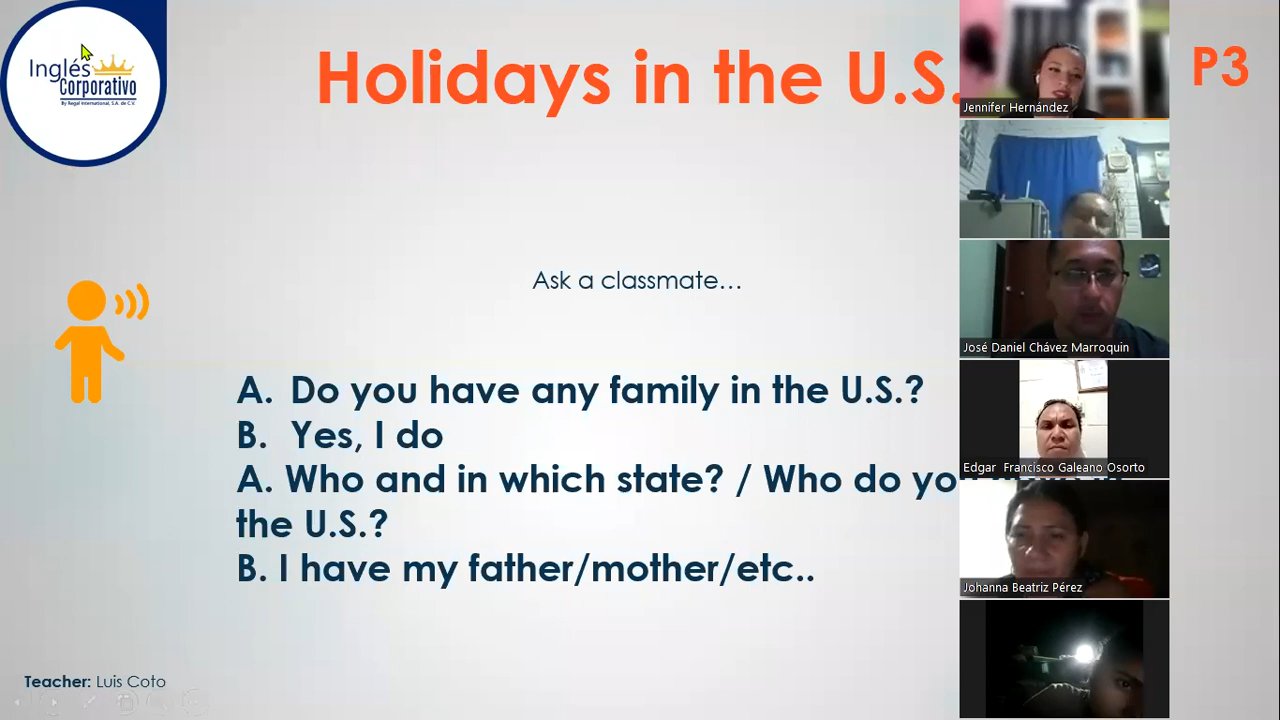 Inglés
Corporativo
By Regal International, S.A. de C.V.
Holidays in the U.S.
P3
Ask a classmate...
A. Do you have any family in the U.S.?
B. Yes, I do
A. Who and in which state? / Who do you
the U.S.?
B. I have my father/mother/etc..
Teacher: Luis Coto
Jennifer Hernández
José Daniel Chávez Marroquin
Edgar Francisco Galeano Osorto
Johanna Beatriz Pérez